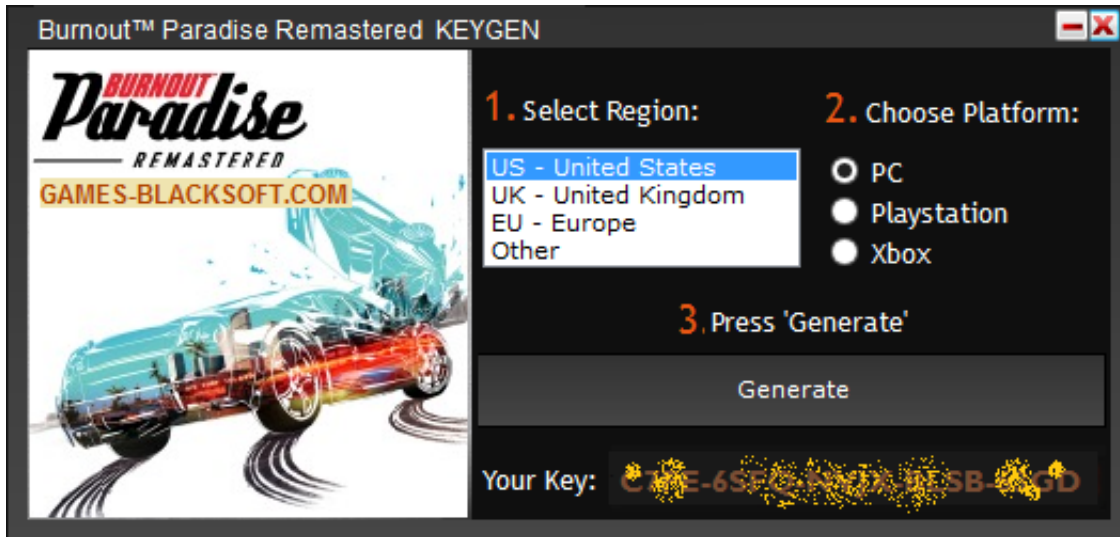 Burnout™ Paradise Remastered KEYGEN
BURNOUT
Paradise
REMASTERED
GAMES-BLACKSOFT.COM
1. Select Region:
US - United States
UK - United Kingdom
EU - Europe
Other
2. Choose Platform:
PC
Playstation
Xbox
3. Press 'Generate'
Generate
Your Key: